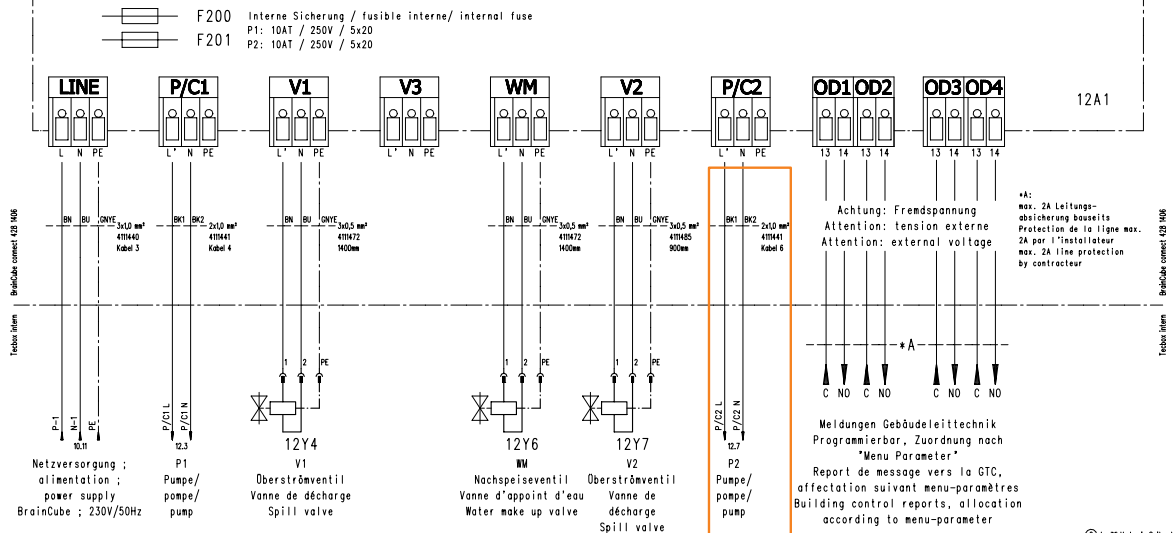 F200 Interne Sicherung / fusible interne/ internal fuse
P1: 10AT / 250V / 5x20
F201 P2: 10AT / 250V / 5x20
LINE P/C1 V1 V3 WM V2 P/C2 OD1 OD2 OD3 OD4
12A1
L N PE L' N PE L' N PE L' N PE L' N PE L' N PE L' N PE 13 14 13 14 13 14 13 14
BN BU GNYE 3x1,0 mm²
4111440
Kabel 3
BK1 BK2 2x1,0 mm²
4111441
Kabel 4
BN BU GNYE 3x0,5 mm²
4111472
1400mm
BN BU GNYE 3x0,5 mm²
4111472
1400mm
BN BU GNYE 3x0,5 mm²
4111485
900mm
BK1 BK2 2x1,0 mm²
4111441
Kabel 6
Achtung: Fremdspannung
Attention: tension externe
Attention: external voltage
*A:
max. 2A Leitungs-
absicherung bauseits
Protection de la ligne max.
2A par l'installateur
max. 2A line protection
by contracteur
BrainCube connect 428 1406
BrainCube connect 428 1406
Tecbox intern
Tecbox intern
*A
1 2 PE
1 2 PE
1 2 PE
C NO C NO C NO C NO
P-1 N-1 PE
10.11
P/C1 L P/C1 N
12.3
12Y4
12Y6
12Y7
P/C2 L P/C2 N
12.7
Netzversorgung ;
alimentation ;
power supply
BrainCube ; 230V/50Hz
P1
Pumpe/
pompe/
pump
V1
Überströmventil
Vanne de décharge
Spill valve
WM
Nachspeiseventil
Vanne d'appoint d'eau
Water make up valve
V2
Überströmventil
Vanne de
décharge
Spill valve
P2
Pumpe/
pompe/
pump
Meldungen Gebäudeleittechnik
Programmierbar, Zuordnung nach
"Menu Parameter"
Report de message vers la GTC,
affectation suivant menu-paramètres
Building control reports, allocation
according to menu-parameter